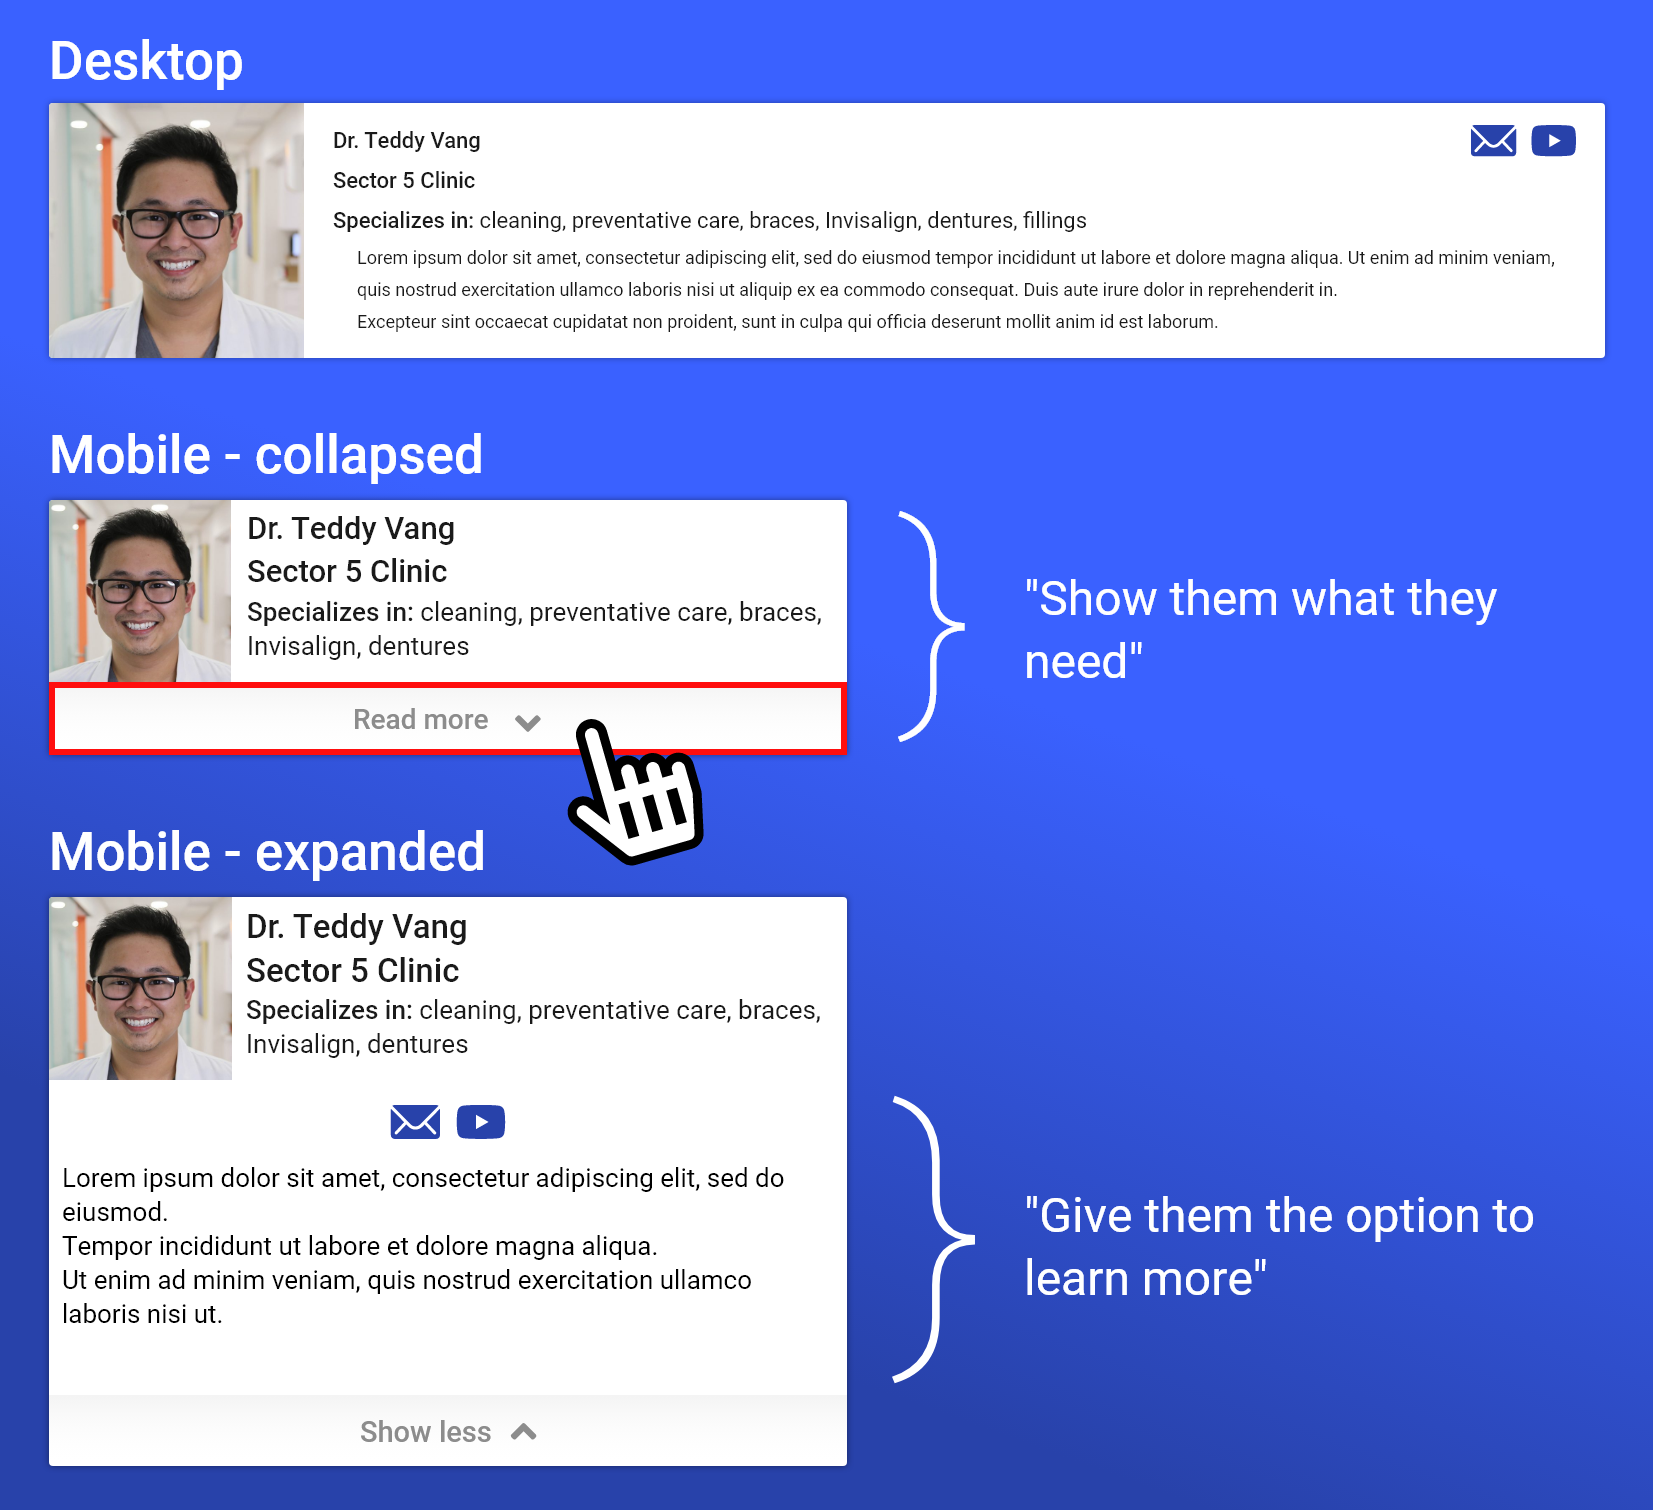 Desktop
Dr. Teddy Vang
Sector 5 Clinic
Specializes in: cleaning, preventative care, braces, Invisalign, dentures, fillings
Lorem ipsum dolor sit amet, consectetur adipiscing elit, sed do eiusmod tempor incididunt ut labore et dolore magna aliqua. Ut enim ad minim veniam,
quis nostrud exercitation ullamco laboris nisi ut aliquip ex ea commodo consequat. Duis aute irure dolor in reprehenderit in.
Excepteur sint occaecat cupidatat non proident, sunt in culpa qui officia deserunt mollit anim id est laborum.
Mobile - collapsed
Dr. Teddy Vang
Sector 5 Clinic
Specializes in: cleaning, preventative care, braces,
Invisalign, dentures
Read more
"Show them what they
need"
Mobile - expanded
Dr. Teddy Vang
Sector 5 Clinic
Specializes in: cleaning, preventative care, braces,
Invisalign, dentures
Lorem ipsum dolor sit amet, consectetur adipiscing elit, sed do
eiusmod.
Tempor incididunt ut labore et dolore magna aliqua.
Ut enim ad minim veniam, quis nostrud exercitation ullamco
laboris nisi ut.
Show less
"Give them the option to
learn more"